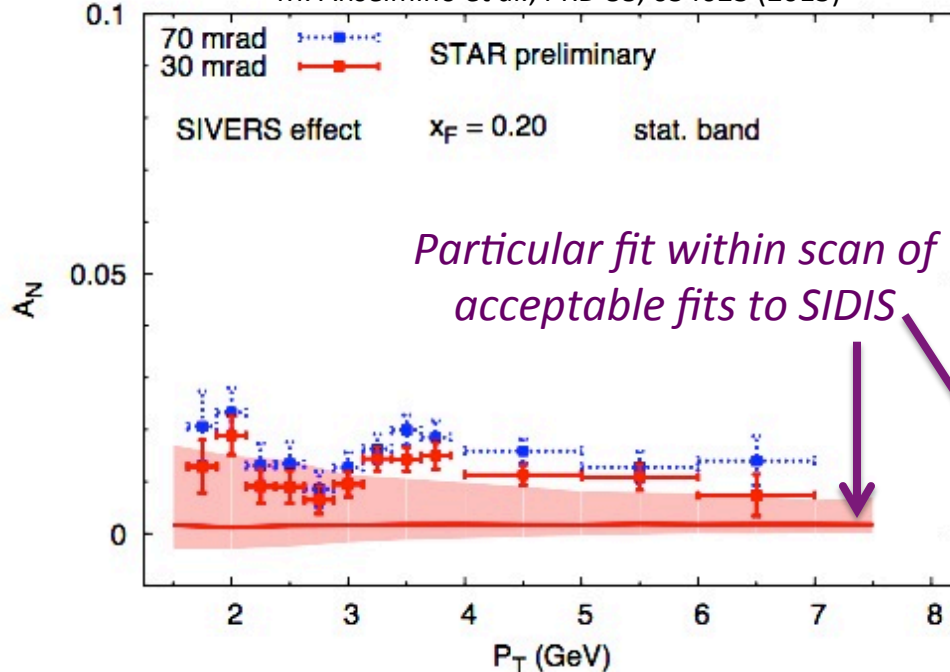 0.1
70 mrad
30 mrad
STAR preliminary
SIVERS effect x_F = 0.20 stat. band
Particular fit within scan of
acceptable fits to SIDIS
0.05
A_N
0
2 3 4 5 6 7 8
P_T (GeV)